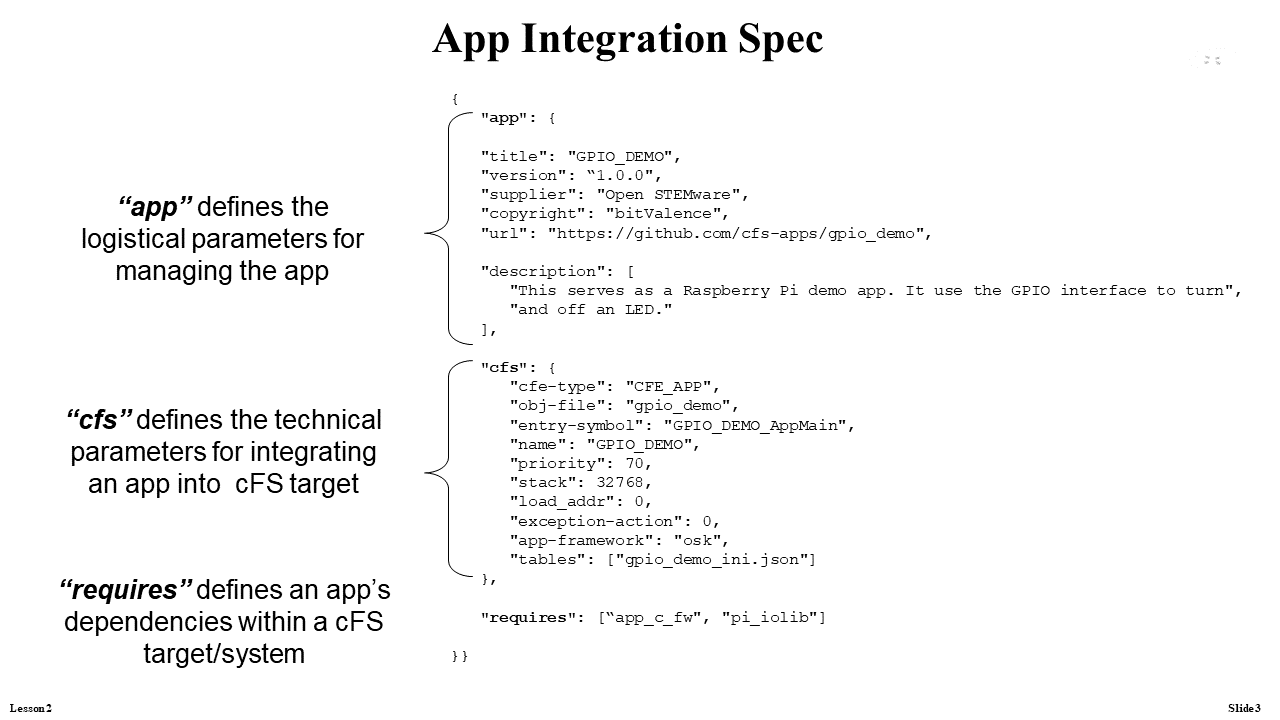 App Integration Spec
“app” defines the
logistical parameters for
managing the app
“cfs” defines the technical
parameters for integrating
an app into cFS target
“requires” defines an app’s
dependencies within a cFS
target/system
{
"app": {
"title": "GPIO_DEMO",
"version": “1.0.0",
"supplier": "Open STEMware",
"copyright": "bitValence",
"url": "https://github.com/cfs-apps/gpio_demo",
"description": [
"This serves as a Raspberry Pi demo app. It use the GPIO interface to turn",
"and off an LED."
],
"cfs": {
"cfe-type": "CFE_APP",
"obj-file": "gpio_demo",
"entry-symbol": "GPIO_DEMO_AppMain",
"name": "GPIO_DEMO",
"priority": 70,
"stack": 32768,
"load_addr": 0,
"exception-action": 0,
"app-framework": "osk",
"tables": ["gpio_demo_ini.json"]
},
"requires": [“app_c_fw", "pi_iolib"]
}}
Lesson 2
Slide 3